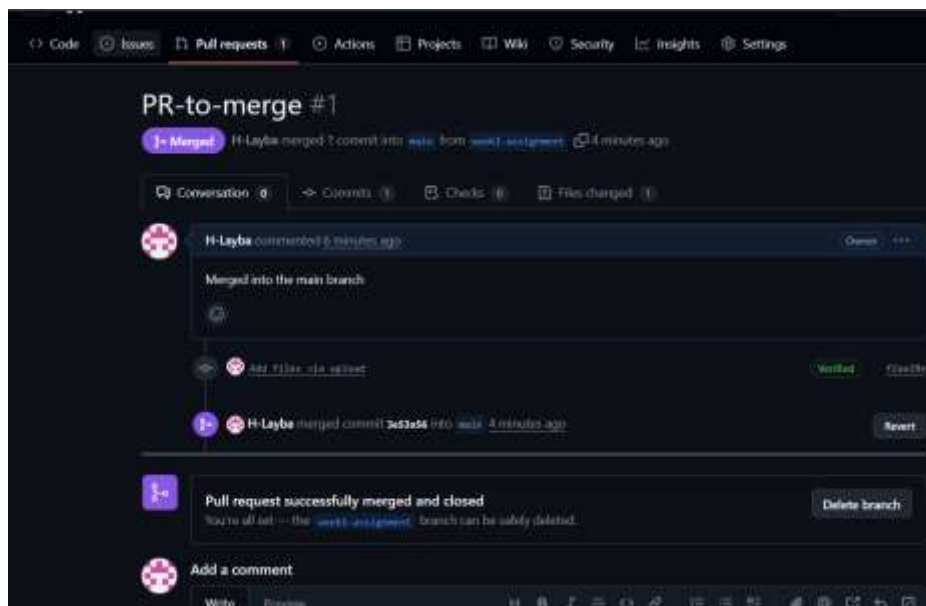 Code Issues Pull requests 1 Actions Projects Wiki Security Insights Settings
PR-to-merge #1
Merged H-Layba merged 1 commit into main from 4 minutes ago
Conversation 0 Commits 1 Checks 0 Files changed 1
H-Layba commented 6 minutes ago Owner
Merged into the main branch
Add files via upload Verified
H-Layba merged commit 3e53a56 into main 4 minutes ago Revert
Pull request successfully merged and closed
You're all set — the branch can be safely deleted.
Delete branch
Add a comment
Write Preview